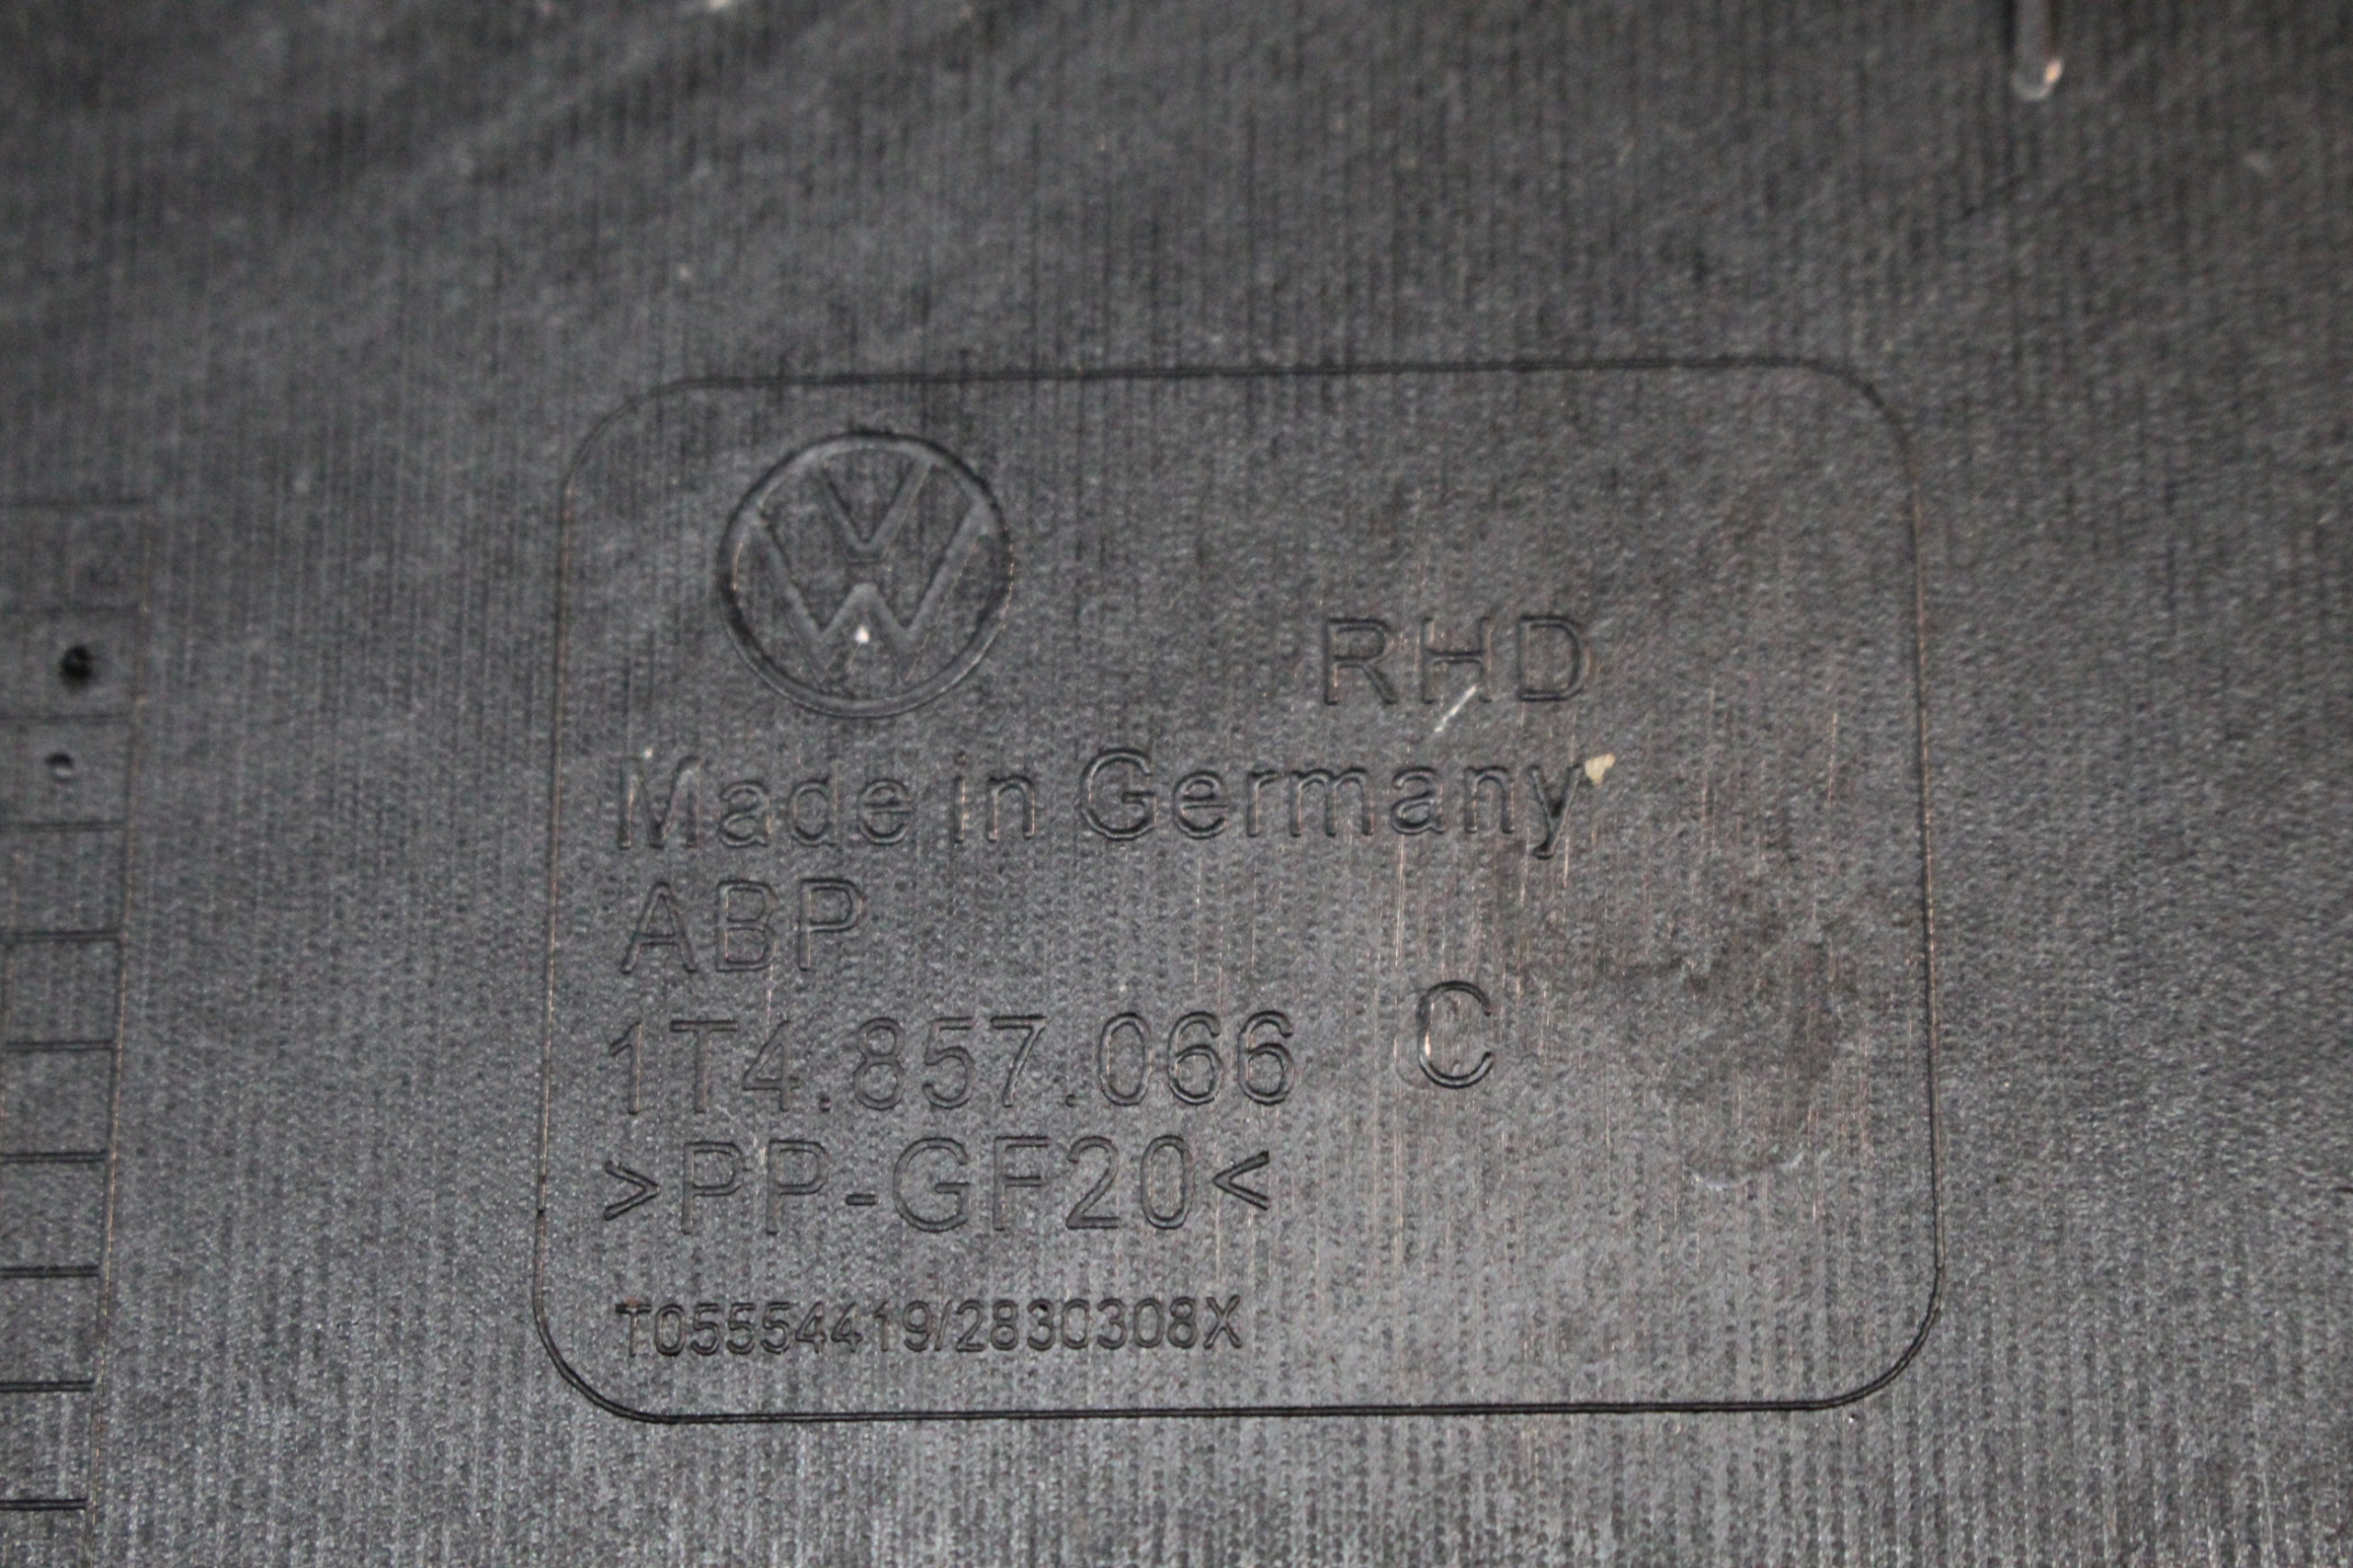 RHD
Made in Germany
ABP
1T4.857.066 C
>PP-GF20<
T05554419/2830308X